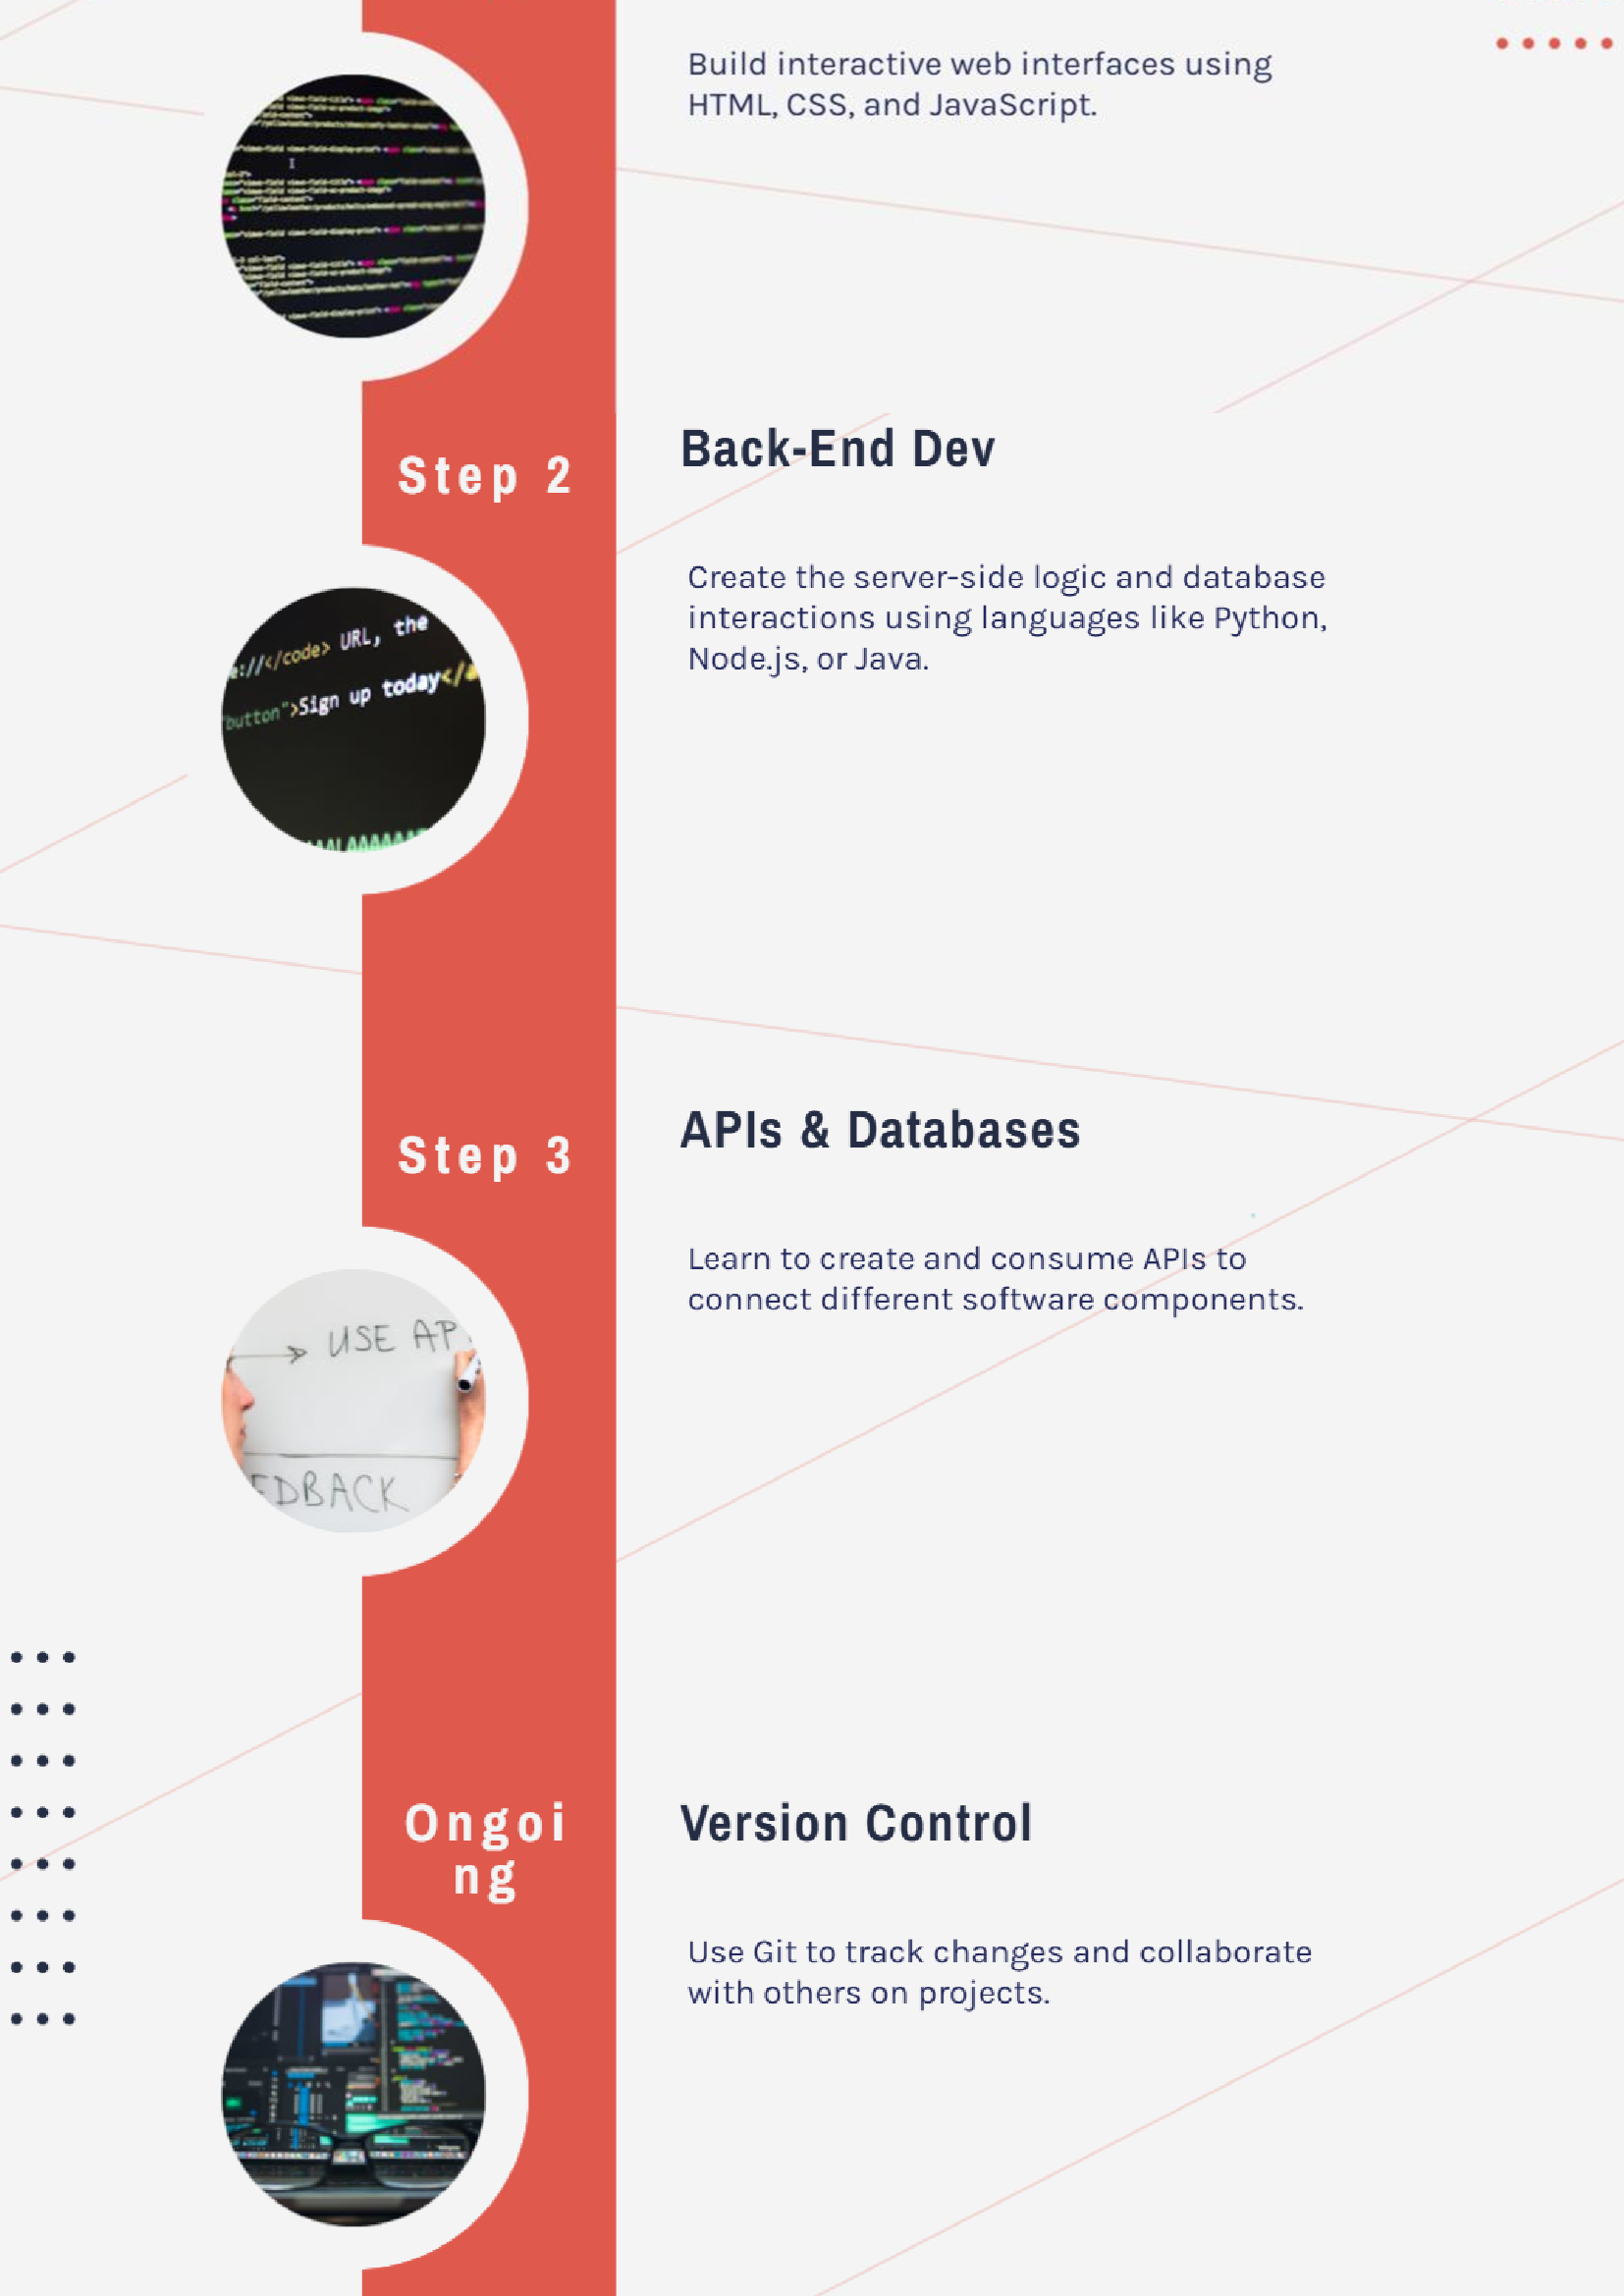 Build interactive web interfaces using
HTML, CSS, and JavaScript.
Step 2
Back-End Dev
Create the server-side logic and database
interactions using languages like Python,
Node.js, or Java.
</code> URL, the
button">Sign up today</a
Step 3
APIs & Databases
Learn to create and consume APIs to
connect different software components.
USE AP
EDBACK
Ongoi
ng
Version Control
Use Git to track changes and collaborate
with others on projects.